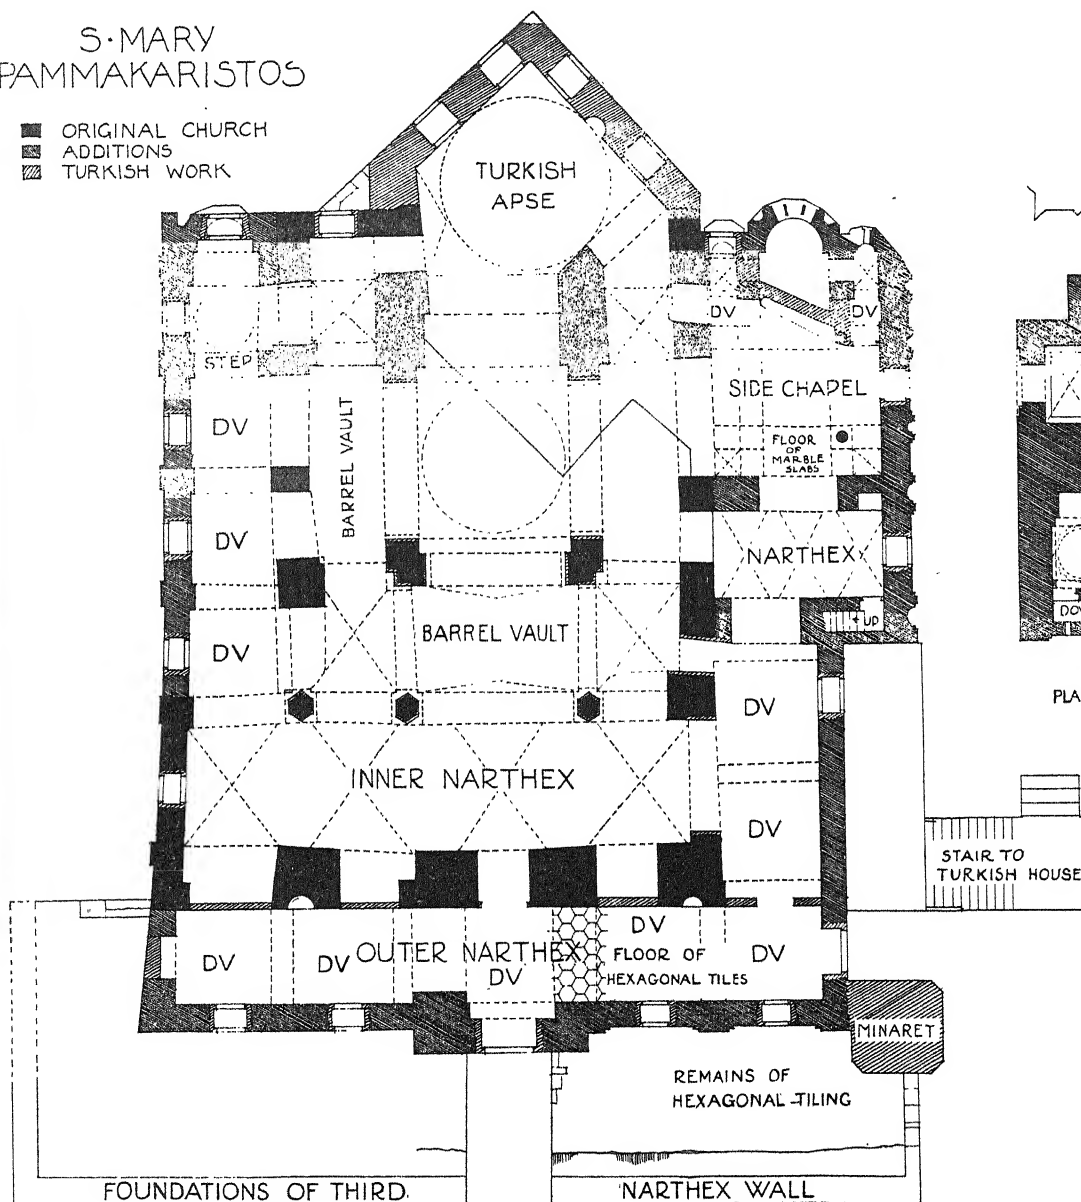 S·MARY
PAMMAKARISTOS
ORIGINAL CHURCH
ADDITIONS
TURKISH WORK
TURKISH
APSE
DV
DV
STEP
SIDE CHAPEL
DV
BARREL VAULT
FLOOR
OF
MARBLE
SLABS
DV
NARTHEX
UP
BARREL VAULT
DV
DV
INNER NARTHEX
DV
STAIR TO
TURKISH HOUSE
DV
OUTER NARTHEX
FLOOR OF
HEXAGONAL TILES
DV
DV
DV
DV
MINARET
REMAINS OF
HEXAGONAL TILING
FOUNDATIONS OF THIRD
NARTHEX WALL